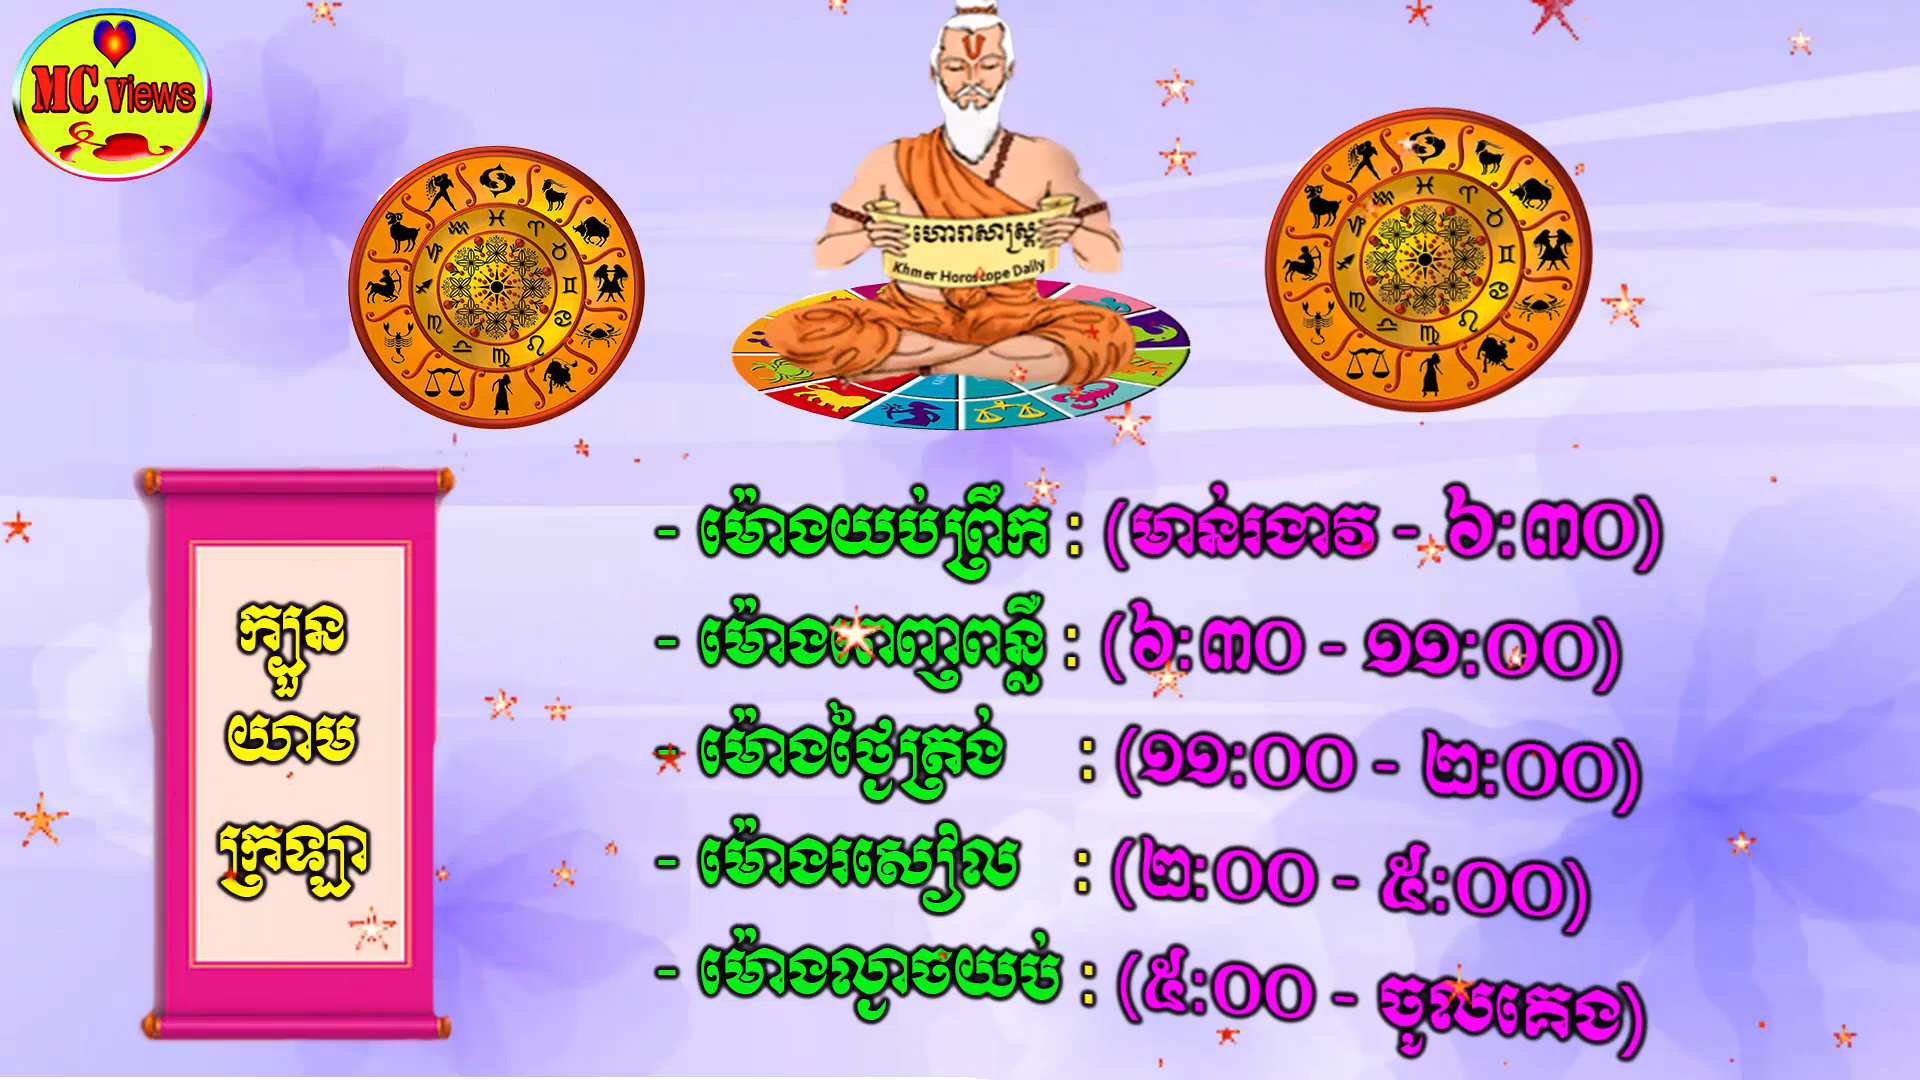 MC Views
ហោរាសាស្ត្រ
Khmer Horoscope Daily
ក្បួន
យាម
ក្រឡា
- ម៉ោងយប់ព្រឹក : (មាន់រងាវ - ៦:៣០)
- ម៉ោងពេញពន្លឺ : (៦:៣០ - ១១:០០)
- ម៉ោងថ្ងៃត្រង់ : (១១:០០ - ២:០០)
- ម៉ោងរសៀល : (២:០០ - ៥:០០)
- ម៉ោងល្ងាចយប់ : (៥:០០ - ចូលគេង)